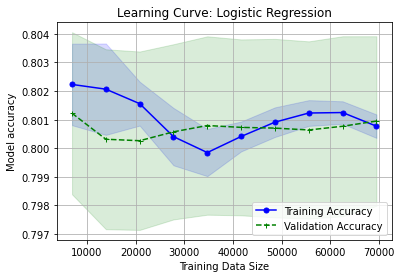 Learning Curve: Logistic Regression
Model accuracy
0.804
0.803
0.802
0.801
0.800
0.799
0.798
0.797
Training Accuracy
Validation Accuracy
10000 20000 30000 40000 50000 60000 70000
Training Data Size